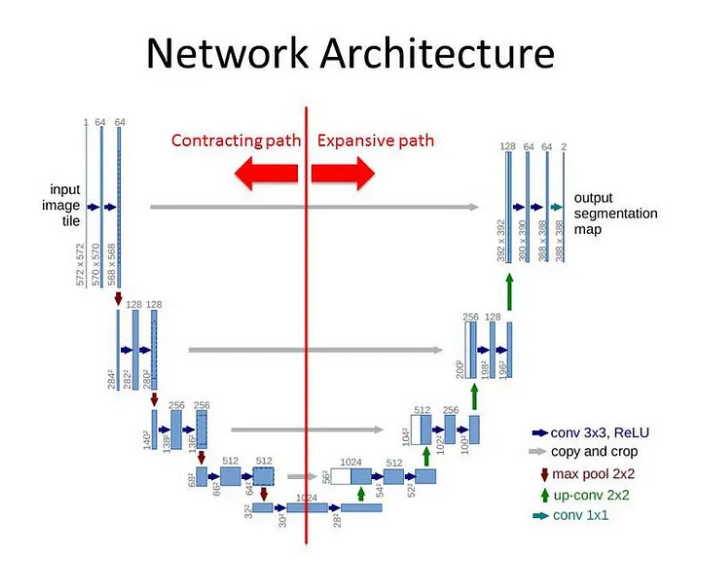 Network Architecture
Contracting path
Expansive path
1 64 64
input
image
tile
572 x 572
570 x 570
568 x 568
128 64 64 2
output
segmentation
map
392 x 392
390 x 390
388 x 388
388 x 388
128 128
284²
282²
280²
256 128
200²
198²
196²
256 256
140²
138²
136²
512 256
104²
102²
100²
512 512
68²
66²
64²
1024 512
56²
54²
52²
1024
32²
30²
28²
conv 3x3, ReLU
copy and crop
max pool 2x2
up-conv 2x2
conv 1x1